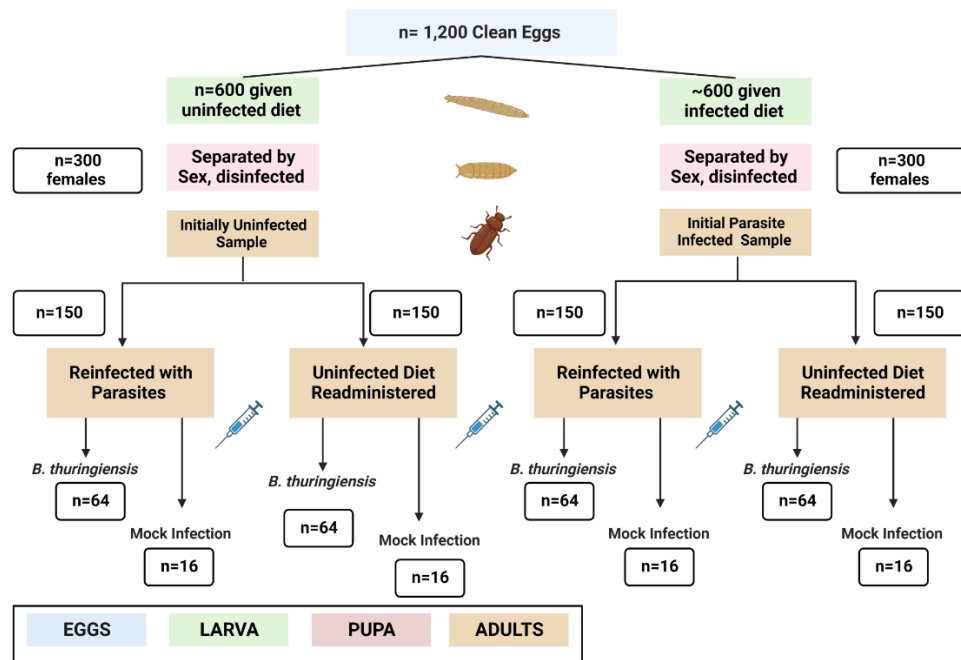 n= 1,200 Clean Eggs
n=600 given
uninfected diet
~600 given
infected diet
n=300
females
Separated by
Sex, disinfected
Separated by
Sex, disinfected
n=300
females
Initially Uninfected
Sample
Initial Parasite
Infected Sample
n=150
n=150
n=150
n=150
Reinfected with
Parasites
Uninfected Diet
Readministered
Reinfected with
Parasites
Uninfected Diet
Readministered
B. thuringiensis
n=64
Mock Infection
n=16
B. thuringiensis
n=64
Mock Infection
n=16
B. thuringiensis
n=64
Mock Infection
n=16
B. thuringiensis
n=64
Mock Infection
n=16
EGGS
LARVA
PUPA
ADULTS